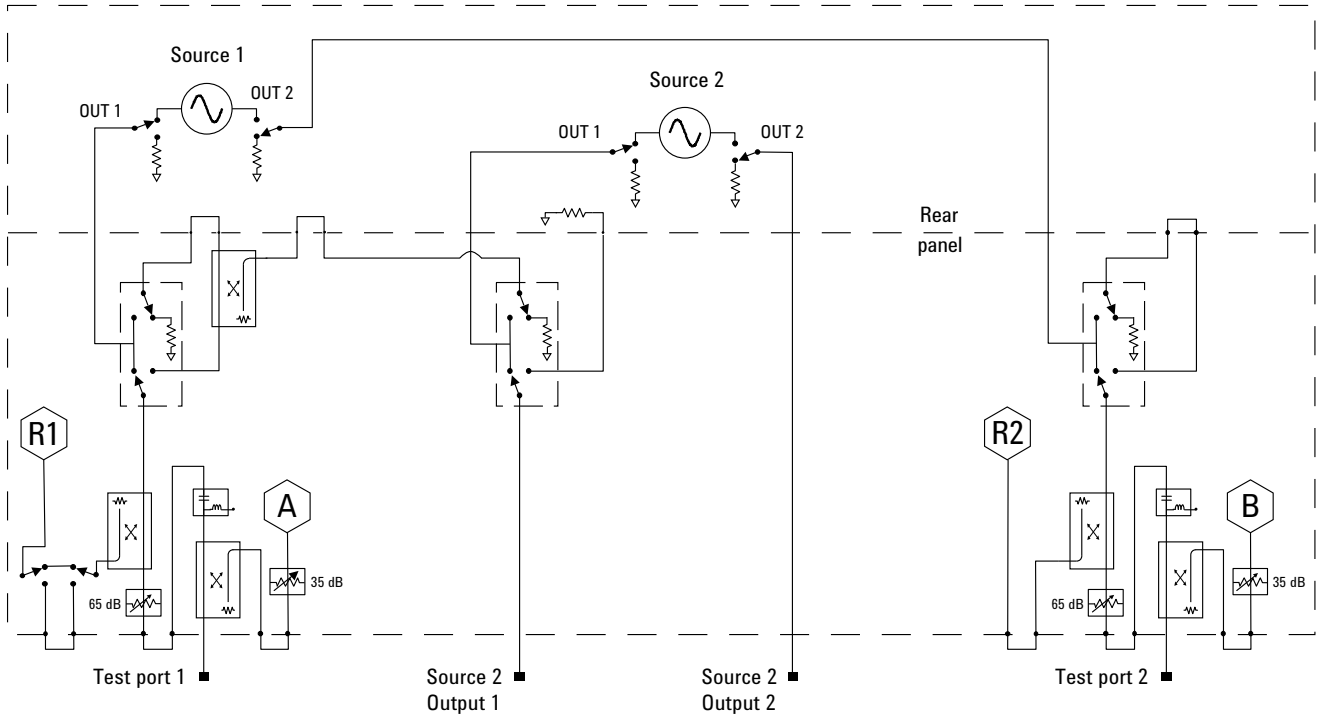 Source 1
OUT 1
OUT 2
Source 2
OUT 1
OUT 2
Rear
panel
R1
R2
A
B
35 dB
35 dB
65 dB
65 dB
Test port 1
Source 2
Output 1
Source 2
Output 2
Test port 2